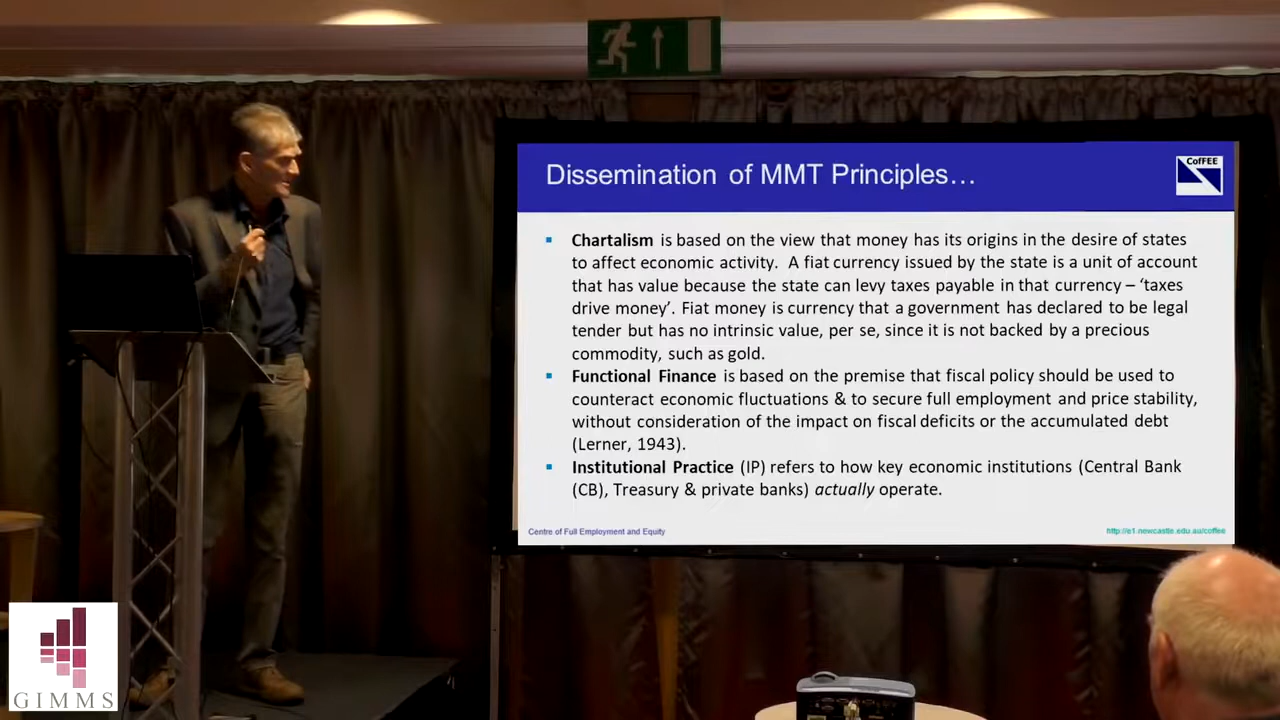 Dissemination of MMT Principles…
CofFEE
Chartalism is based on the view that money has its origins in the desire of states
to affect economic activity. A fiat currency issued by the state is a unit of account
that has value because the state can levy taxes payable in that currency – ‘taxes
drive money’. Fiat money is currency that a government has declared to be legal
tender but has no intrinsic value, per se, since it is not backed by a precious
commodity, such as gold.
Functional Finance is based on the premise that fiscal policy should be used to
counteract economic fluctuations & to secure full employment and price stability,
without consideration of the impact on fiscal deficits or the accumulated debt
(Lerner, 1943).
Institutional Practice (IP) refers to how key economic institutions (Central Bank
(CB), Treasury & private banks) actually operate.
Centre of Full Employment and Equity
http://e1.newcastle.edu.au/coffee
GIMMS